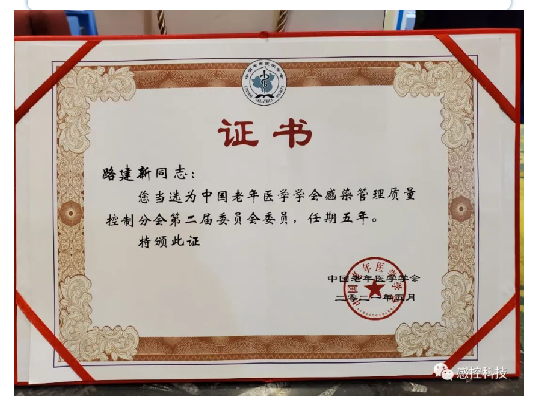 证书
路建新同志：
您当选为中国老年医学学会感染管理质量
控制分会第二届委员会委员，任期五年。
特颁此证
中国老年医学学会
二〇二一年四月
感控科技